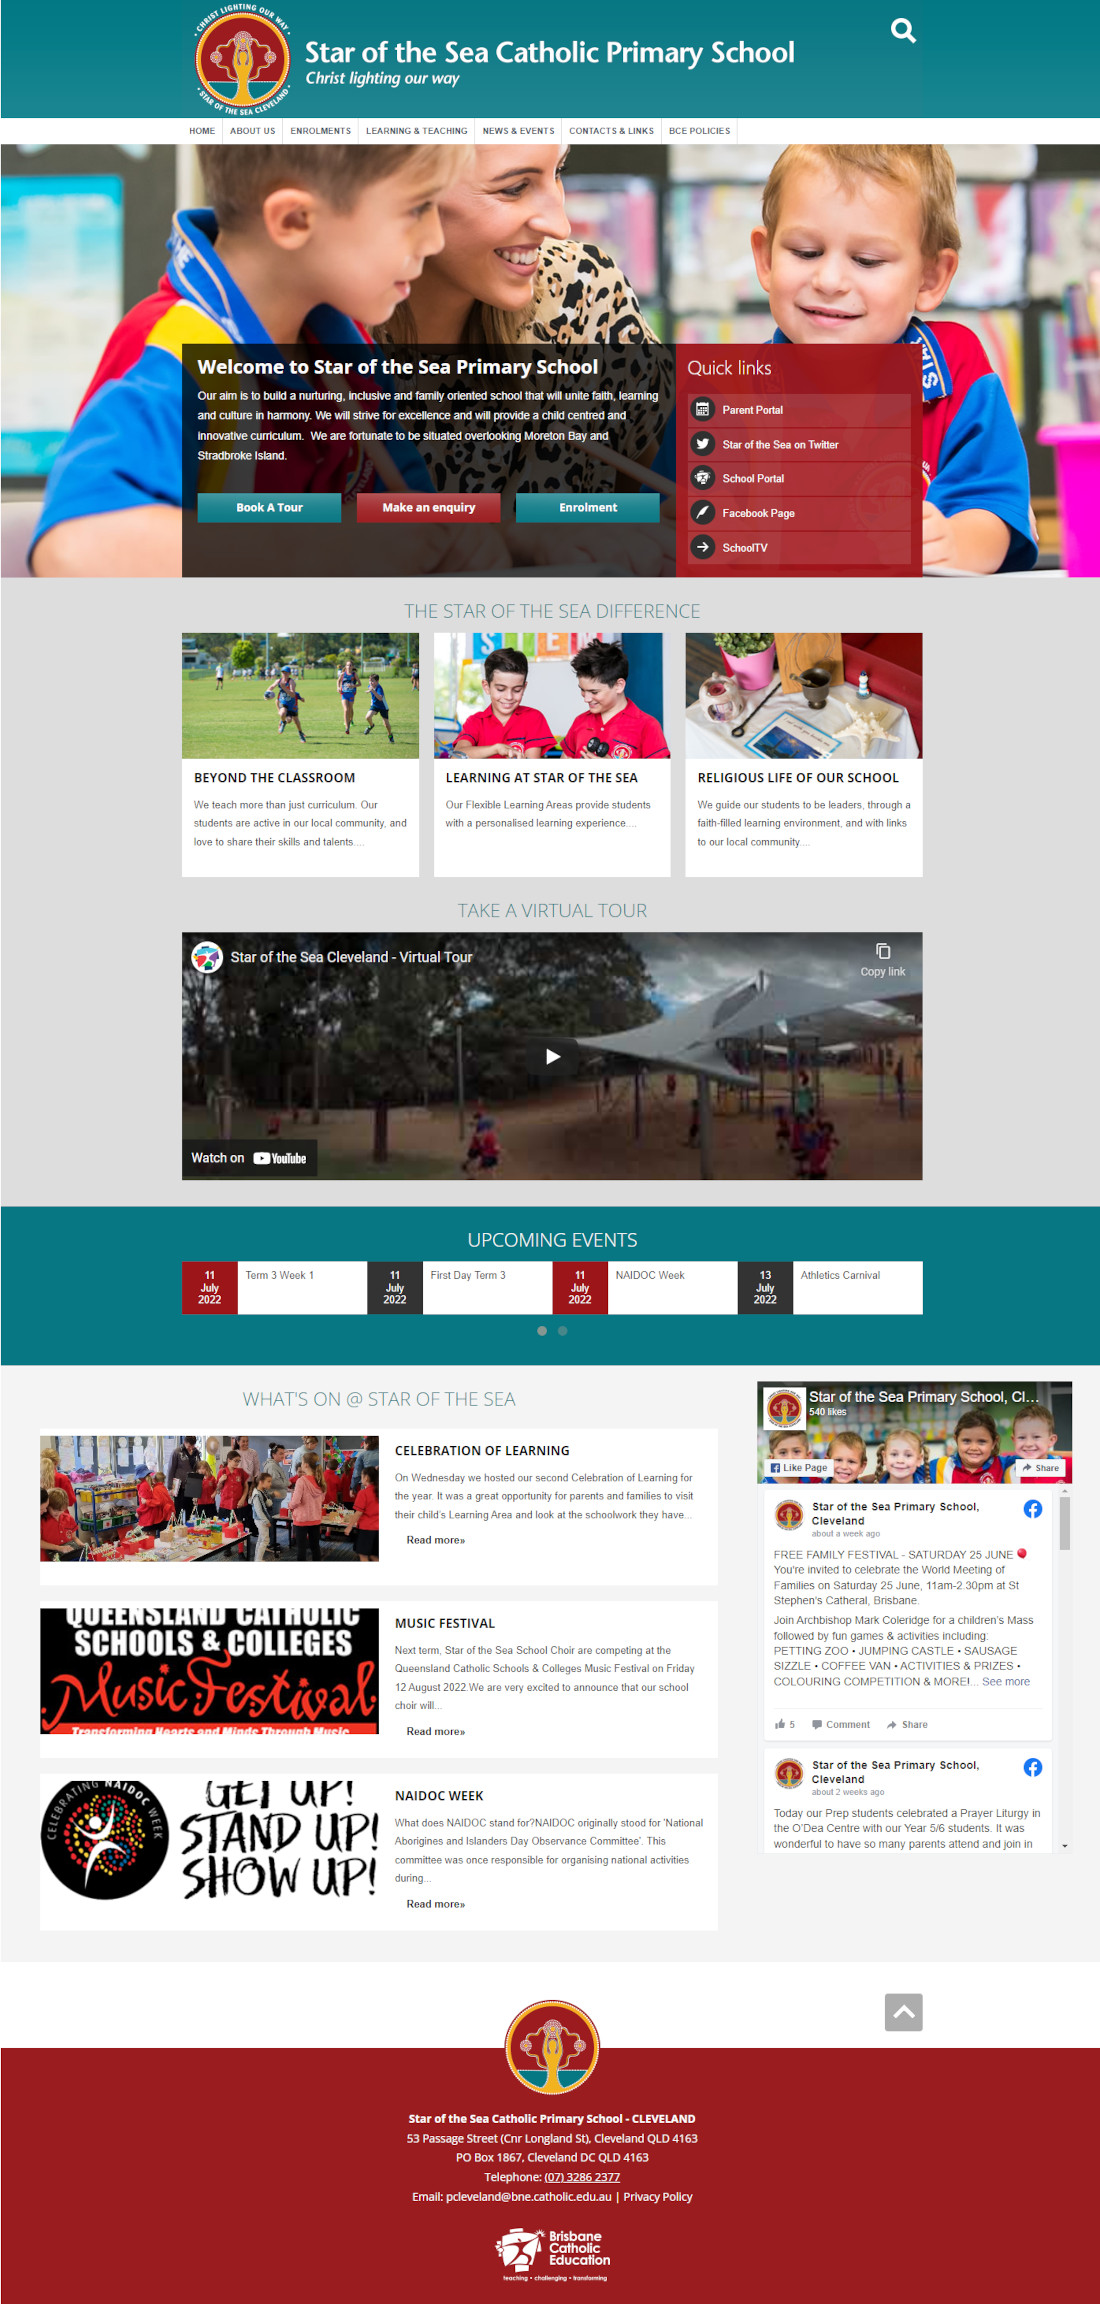 CHRIST LIGHTING OUR WAY
STAR OF THE SEA CLEVELAND
Star of the Sea Catholic Primary School
Christ lighting our way
HOME ABOUT US ENROLMENTS LEARNING & TEACHING NEWS & EVENTS CONTACTS & LINKS BCE POLICIES
Welcome to Star of the Sea Primary School
Our aim is to build a nurturing, inclusive and family oriented school that will unite faith, learning
and culture in harmony. We will strive for excellence and will provide a child centred and
innovative curriculum. We are fortunate to be situated overlooking Moreton Bay and
Stradbroke Island.
Book A Tour Make an enquiry Enrolment
Quick links
Parent Portal
Star of the Sea on Twitter
School Portal
Facebook Page
SchoolTV
THE STAR OF THE SEA DIFFERENCE
STEM
BEYOND THE CLASSROOM
We teach more than just curriculum. Our
students are active in our local community, and
love to share their skills and talents....
LEARNING AT STAR OF THE SEA
Our Flexible Learning Areas provide students
with a personalised learning experience....
RELIGIOUS LIFE OF OUR SCHOOL
We guide our students to be leaders, through a
faith-filled learning environment, and with links
to our local community....
TAKE A VIRTUAL TOUR
Star of the Sea Cleveland - Virtual Tour
Copy link
Watch on YouTube
UPCOMING EVENTS
11 July 2022 Term 3 Week 1
11 July 2022 First Day Term 3
11 July 2022 NAIDOC Week
13 July 2022 Athletics Carnival
WHAT'S ON @ STAR OF THE SEA
CELEBRATION OF LEARNING
On Wednesday we hosted our second Celebration of Learning for
the year. It was a great opportunity for parents and families to visit
their child's Learning Area and look at the schoolwork they have...
Read more»
QUEENSLAND CATHOLIC
SCHOOLS & COLLEGES
Music Festival
Transforming Hearts and Minds Through Music
MUSIC FESTIVAL
Next term, Star of the Sea School Choir are competing at the
Queensland Catholic Schools & Colleges Music Festival on Friday
12 August 2022.We are very excited to announce that our school
choir will...
Read more»
CELEBRATING NAIDOC WEEK
GET UP!
STAND UP!
SHOW UP!
NAIDOC WEEK
What does NAIDOC stand for?NAIDOC originally stood for 'National
Aborigines and Islanders Day Observance Committee'. This
committee was once responsible for organising national activities
during...
Read more»
Star of the Sea Primary School, Cl...
540 likes
Like Page
Share
Star of the Sea Primary School,
Cleveland
about a week ago
FREE FAMILY FESTIVAL - SATURDAY 25 JUNE
You're invited to celebrate the World Meeting of
Families on Saturday 25 June, 11am-2.30pm at St
Stephen's Catheral, Brisbane.
Join Archbishop Mark Coleridge for a children's Mass
followed by fun games & activities including:
PETTING ZOO • JUMPING CASTLE • SAUSAGE
SIZZLE • COFFEE VAN • ACTIVITIES & PRIZES •
COLOURING COMPETITION & MORE!... See more
5 Comment Share
Star of the Sea Primary School,
Cleveland
about 2 weeks ago
Today our Prep students celebrated a Prayer Liturgy in
the O'Dea Centre with our Year 5/6 students. It was
wonderful to have so many parents attend and join in
Star of the Sea Catholic Primary School - CLEVELAND
53 Passage Street (Cnr Longland St), Cleveland QLD 4163
PO Box 1867, Cleveland DC QLD 4163
Telephone: (07) 3286 2377
Email: pcleveland@bne.catholic.edu.au | Privacy Policy
Brisbane
Catholic
Education
teaching • challenging • transforming